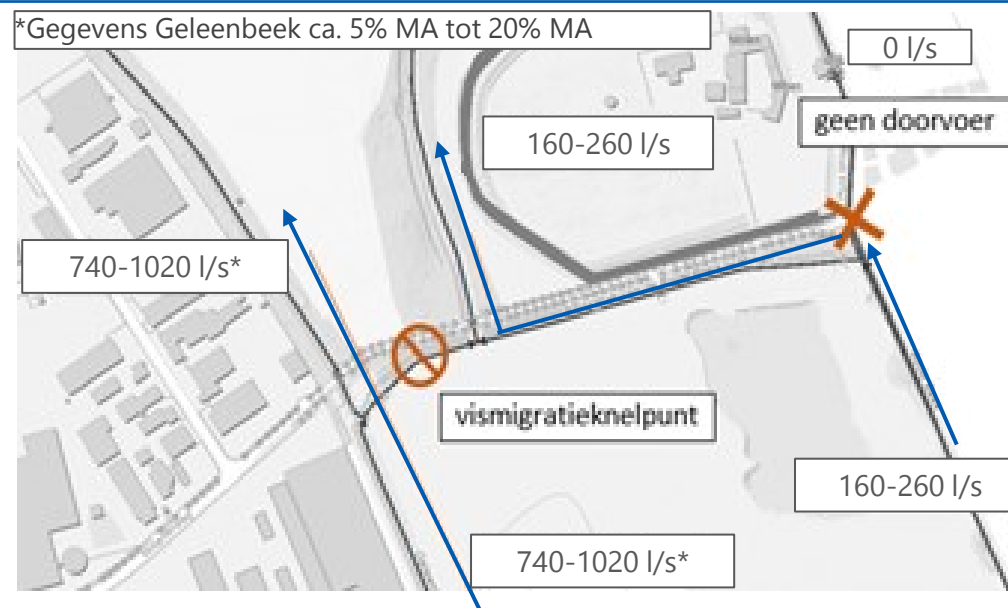 *Gegevens Geleenbeek ca. 5% MA tot 20% MA
0 l/s
geen doorvoer
160-260 l/s
740-1020 l/s*
vismigratieknelpunt
160-260 l/s
740-1020 l/s*